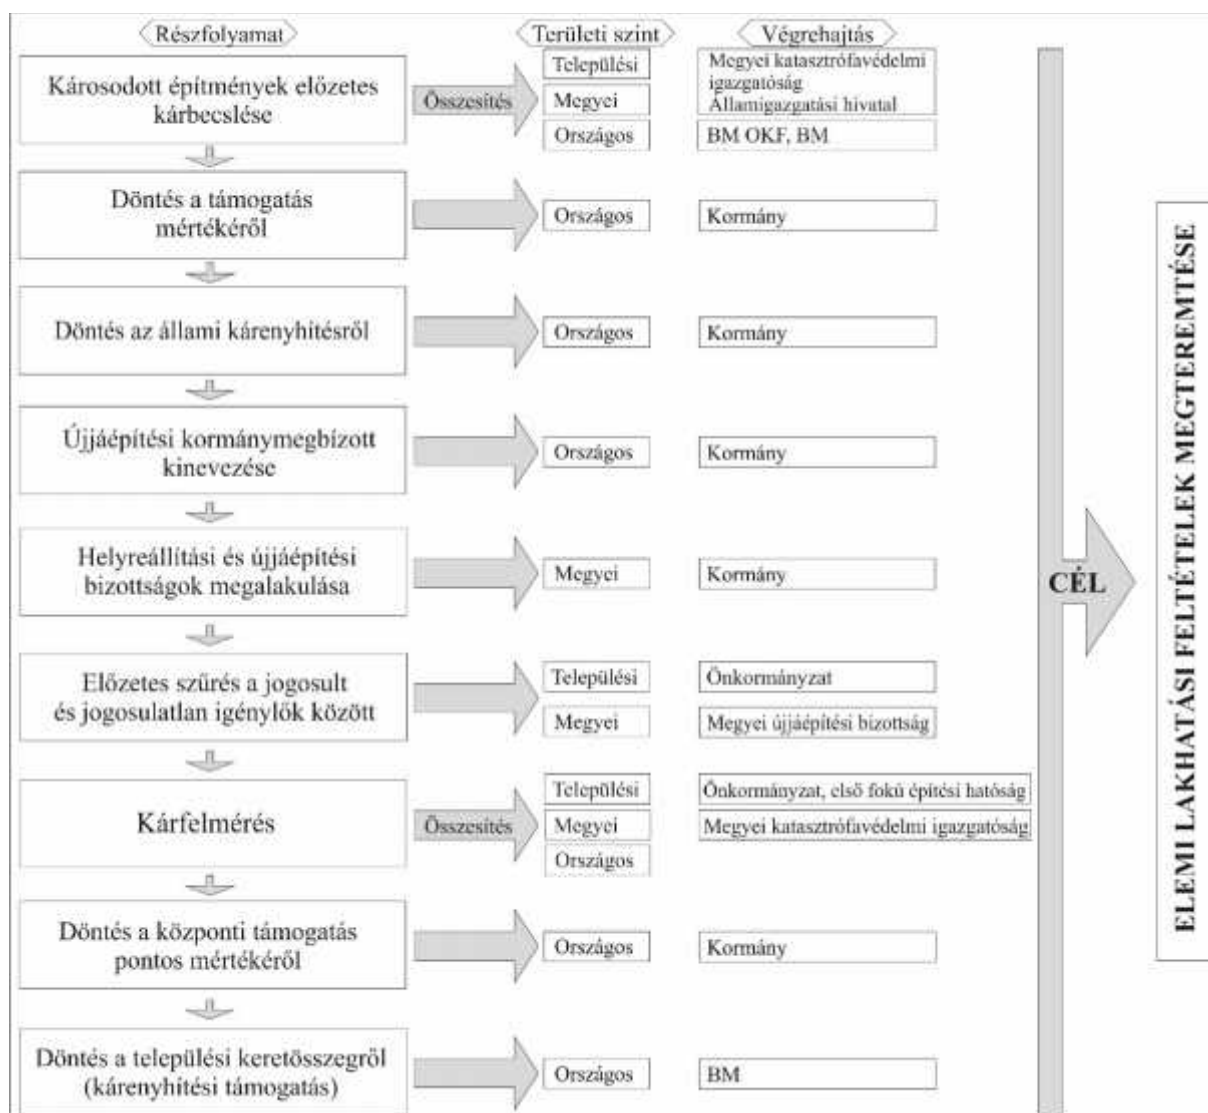 Részfolyamat
Területi szint
Végrehajtás
Károsodott építmények előzetes
kárbecslése
Összesítés
Települési
Megyei
Országos
Megyei katasztrófavédelmi
igazgatóság
Államigazgatási hivatal
BM OKF, BM
Döntés a támogatás
mértékéről
Országos
Kormány
Döntés az állami kárenyhítésről
Országos
Kormány
Újjáépítési kormánymegbízott
kinevezése
Országos
Kormány
Helyreállítási és újjáépítési
bizottságok megalakulása
Megyei
Kormány
Előzetes szűrés a jogosult
és jogosulatlan igénylők között
Települési
Önkormányzat
Megyei
Megyei újjáépítési bizottság
Kárfelmérés
Összesítés
Települési
Önkormányzat, első fokú építési hatóság
Megyei
Megyei katasztrófavédelmi igazgatóság
Országos
Döntés a központi támogatás
pontos mértékéről
Országos
Kormány
Döntés a települési keretösszegről
(kárenyhítési támogatás)
Országos
BM
CÉL
ELEMI LAKHATÁSI FELTÉTELEK MEGTEREMTÉSE